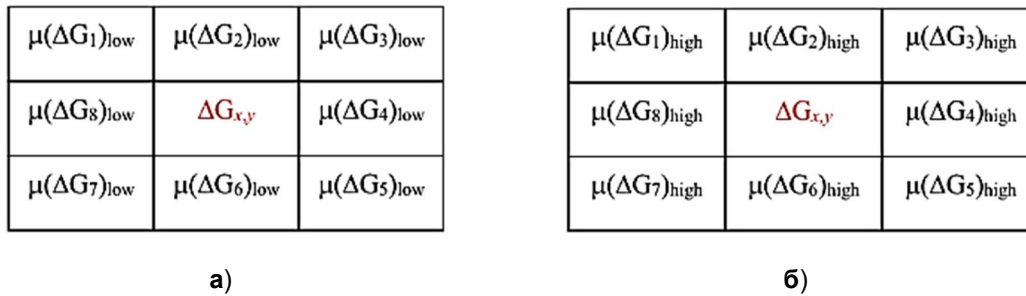 μ(ΔG₁)low μ(ΔG₂)low μ(ΔG₃)low μ(ΔG₁)high μ(ΔG₂)high μ(ΔG₃)high
μ(ΔG₈)low ΔGx,y μ(ΔG₄)low μ(ΔG₈)high ΔGx,y μ(ΔG₄)high
μ(ΔG₇)low μ(ΔG₆)low μ(ΔG₅)low μ(ΔG₇)high μ(ΔG₆)high μ(ΔG₅)high
а) б)